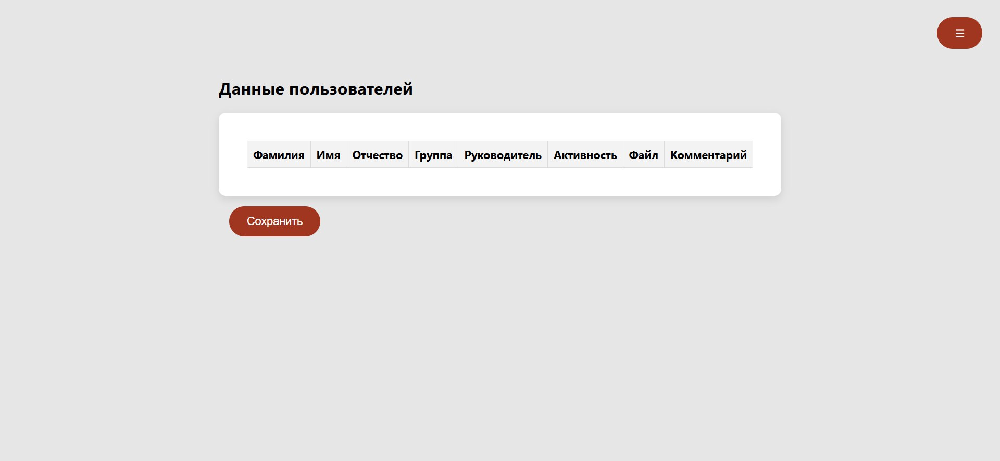 ☰
Данные пользователей
Фамилия Имя Отчество Группа Руководитель Активность Файл Комментарий
Сохранить